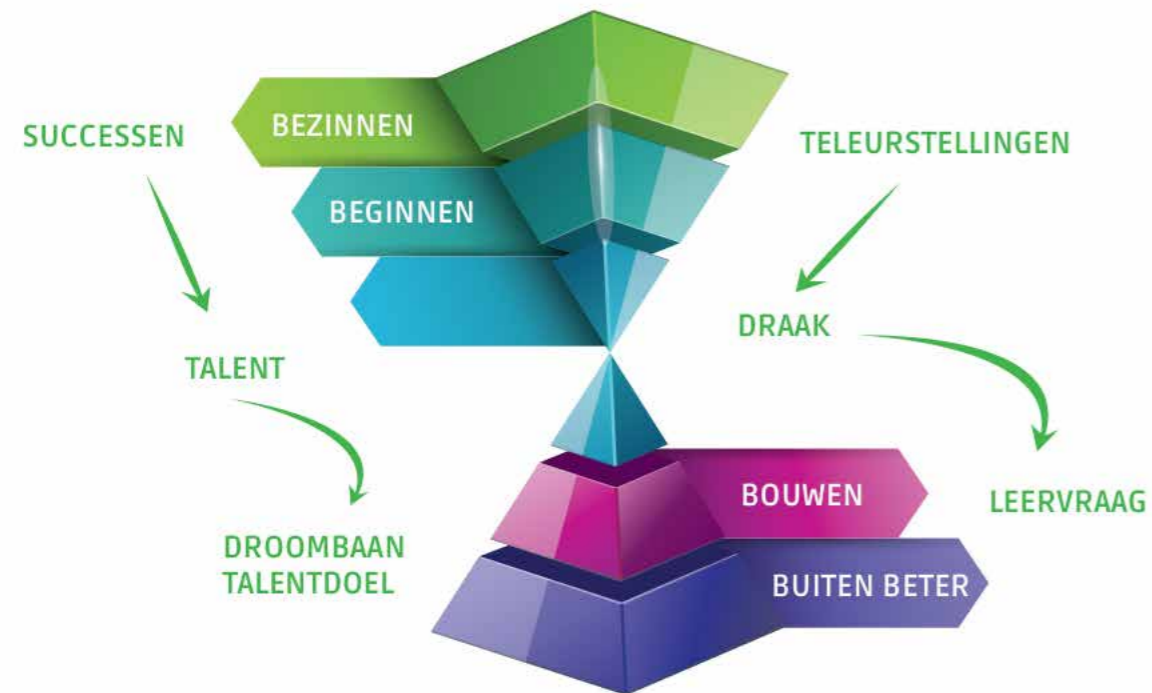 SUCCESSEN
BEZINNEN
TELEURSTELLINGEN
BEGINNEN
DRAAK
TALENT
BOUWEN
LEERVRAAG
DROOMBAAN
TALENTDOEL
BUITEN BETER